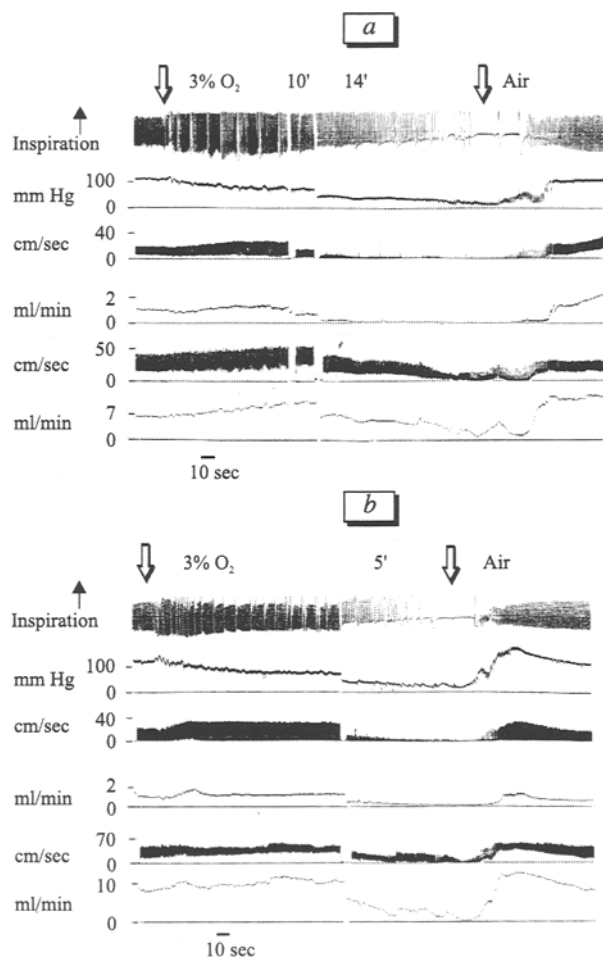 a
3% O₂ 10' 14' Air
Inspiration
mm Hg 100
0
cm/sec 40
0
ml/min 2
0
cm/sec 50
0
ml/min 7
0
10 sec
b
3% O₂ 5' Air
Inspiration
mm Hg 100
0
cm/sec 40
0
ml/min 2
0
cm/sec 70
0
ml/min 10
0
10 sec